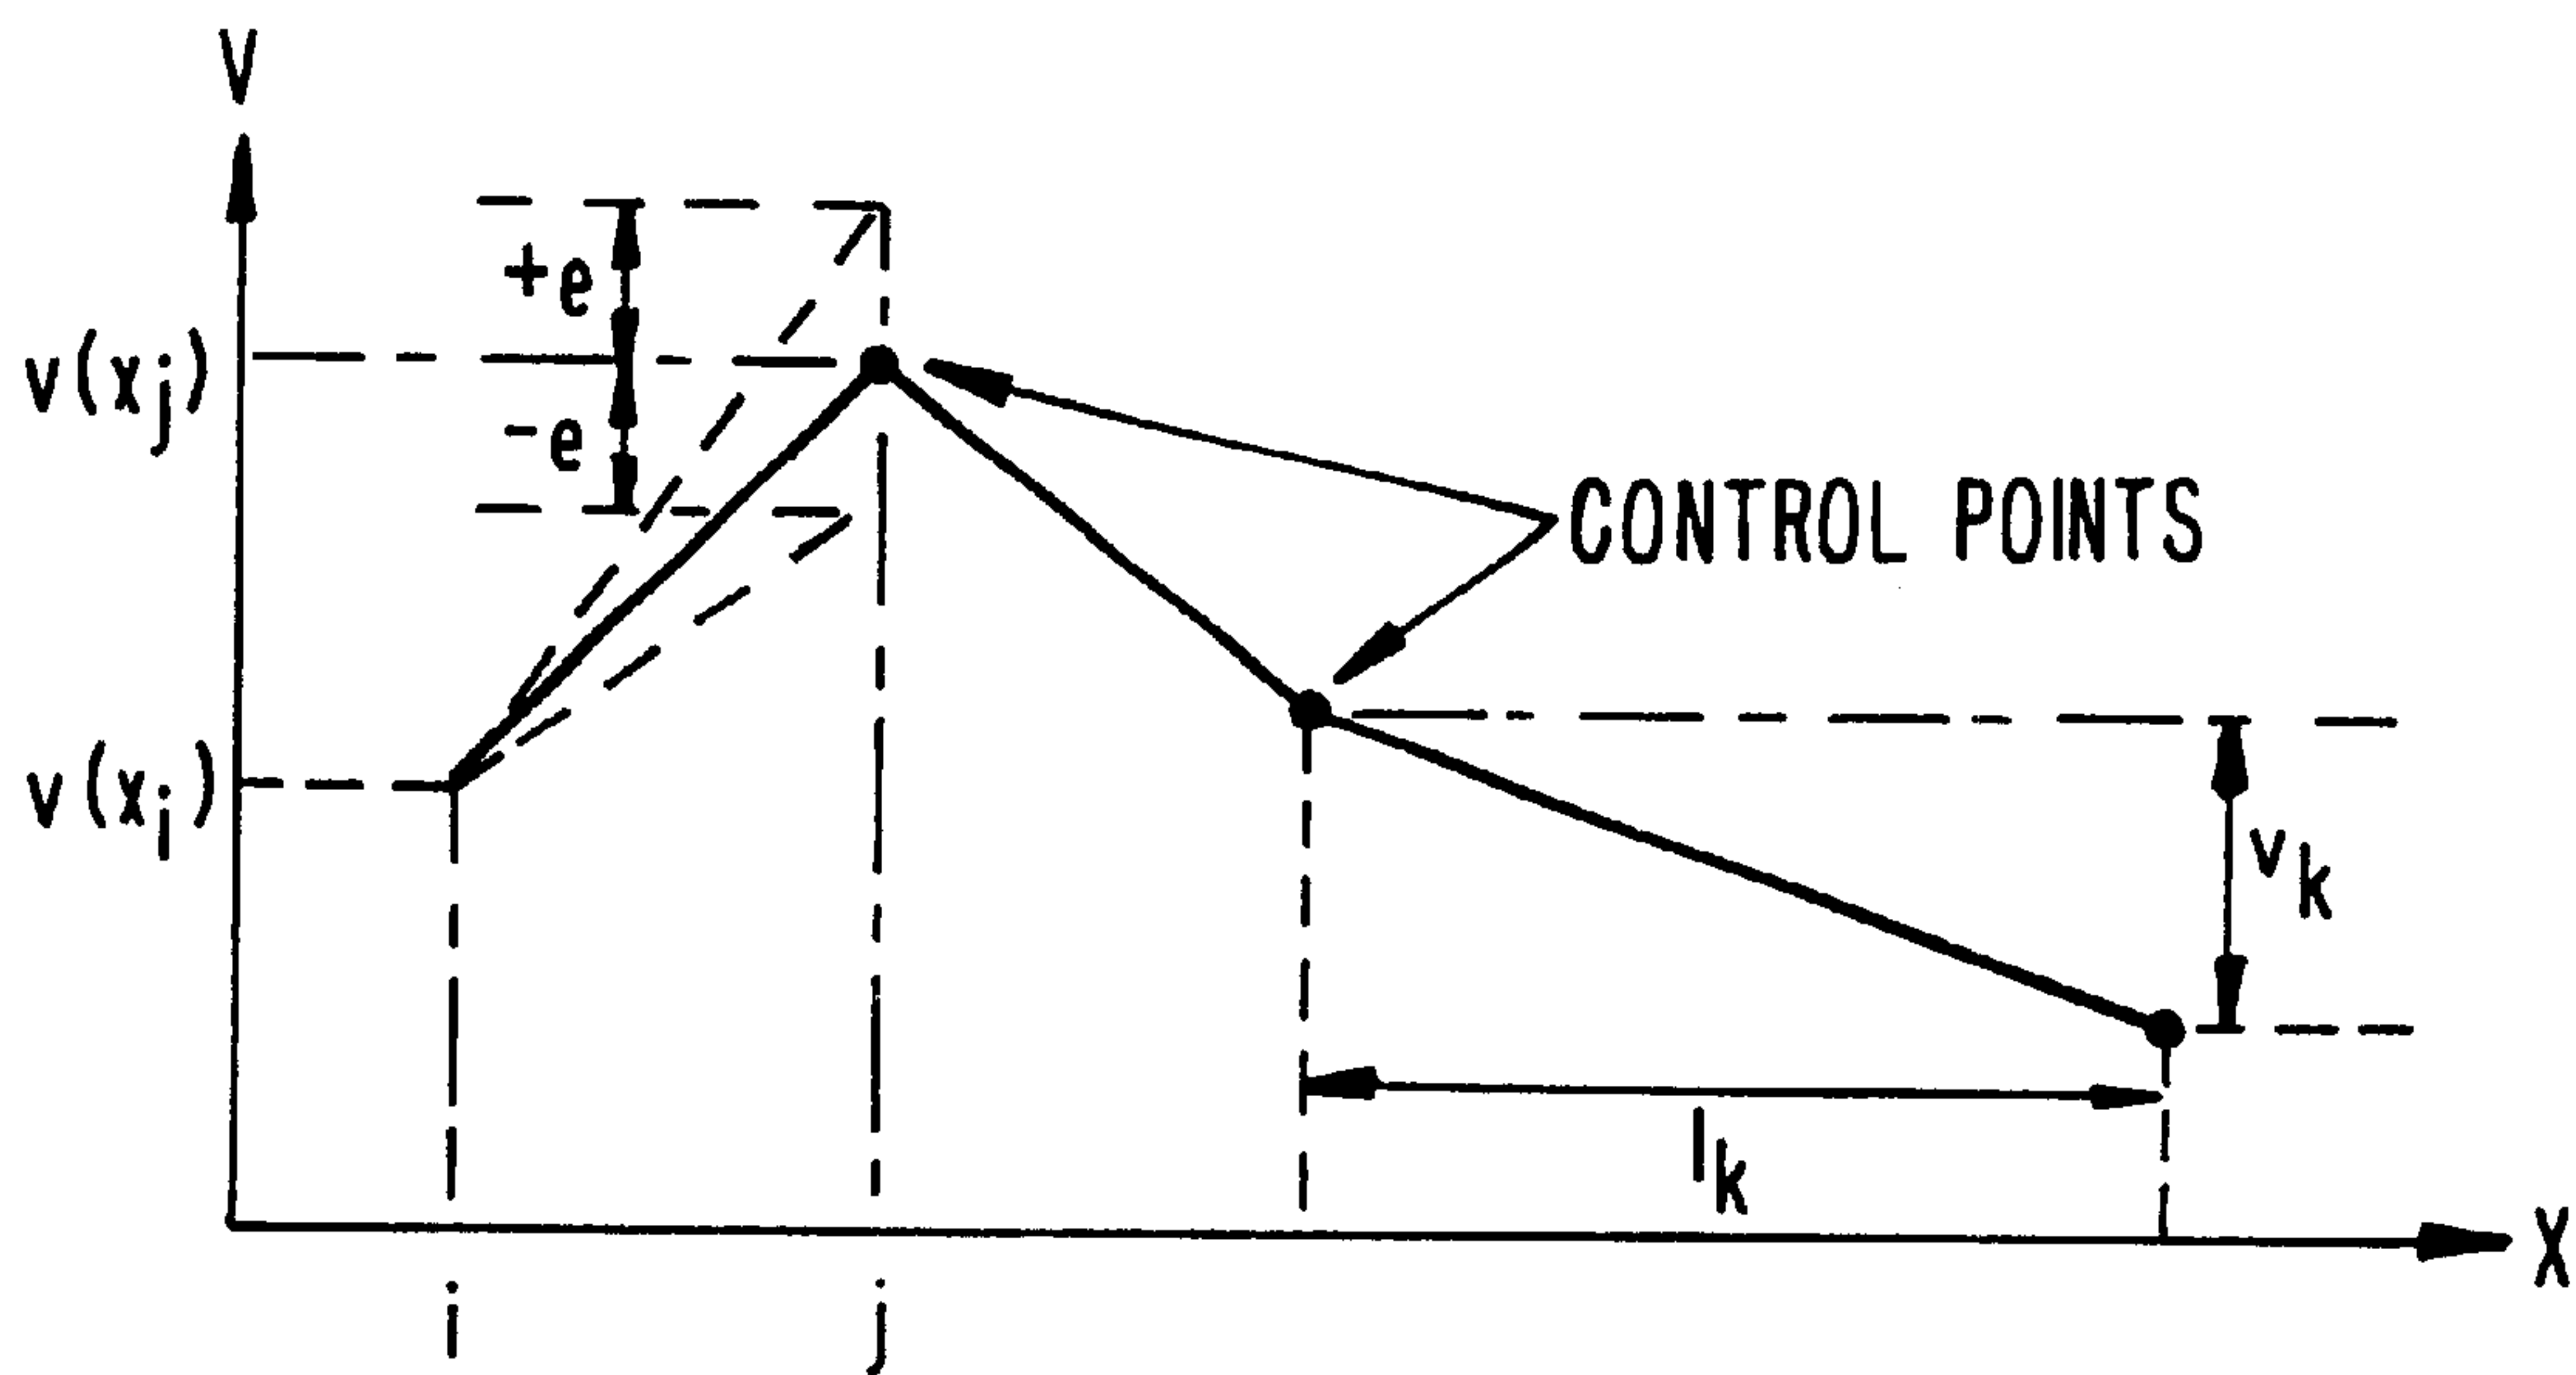 V
+e
v(xj)
-e
CONTROL POINTS
v(xi)
vk
lk
X
i
j